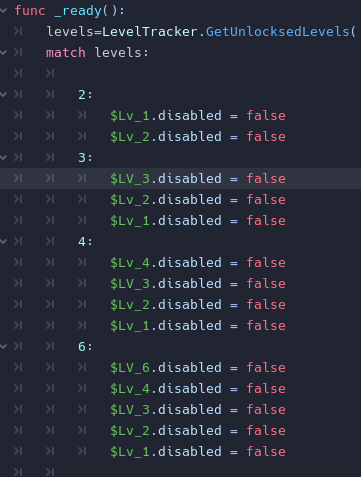 func _ready():
levels=LevelTracker.GetUnlocksedLevels(
match levels:
2:
$Lv_1.disabled = false
$Lv_2.disabled = false
3:
$LV_3.disabled = false
$Lv_2.disabled = false
$Lv_1.disabled = false
4:
$Lv_4.disabled = false
$LV_3.disabled = false
$Lv_2.disabled = false
$Lv_1.disabled = false
6:
$LV_6.disabled = false
$Lv_4.disabled = false
$LV_3.disabled = false
$Lv_2.disabled = false
$Lv_1.disabled = false